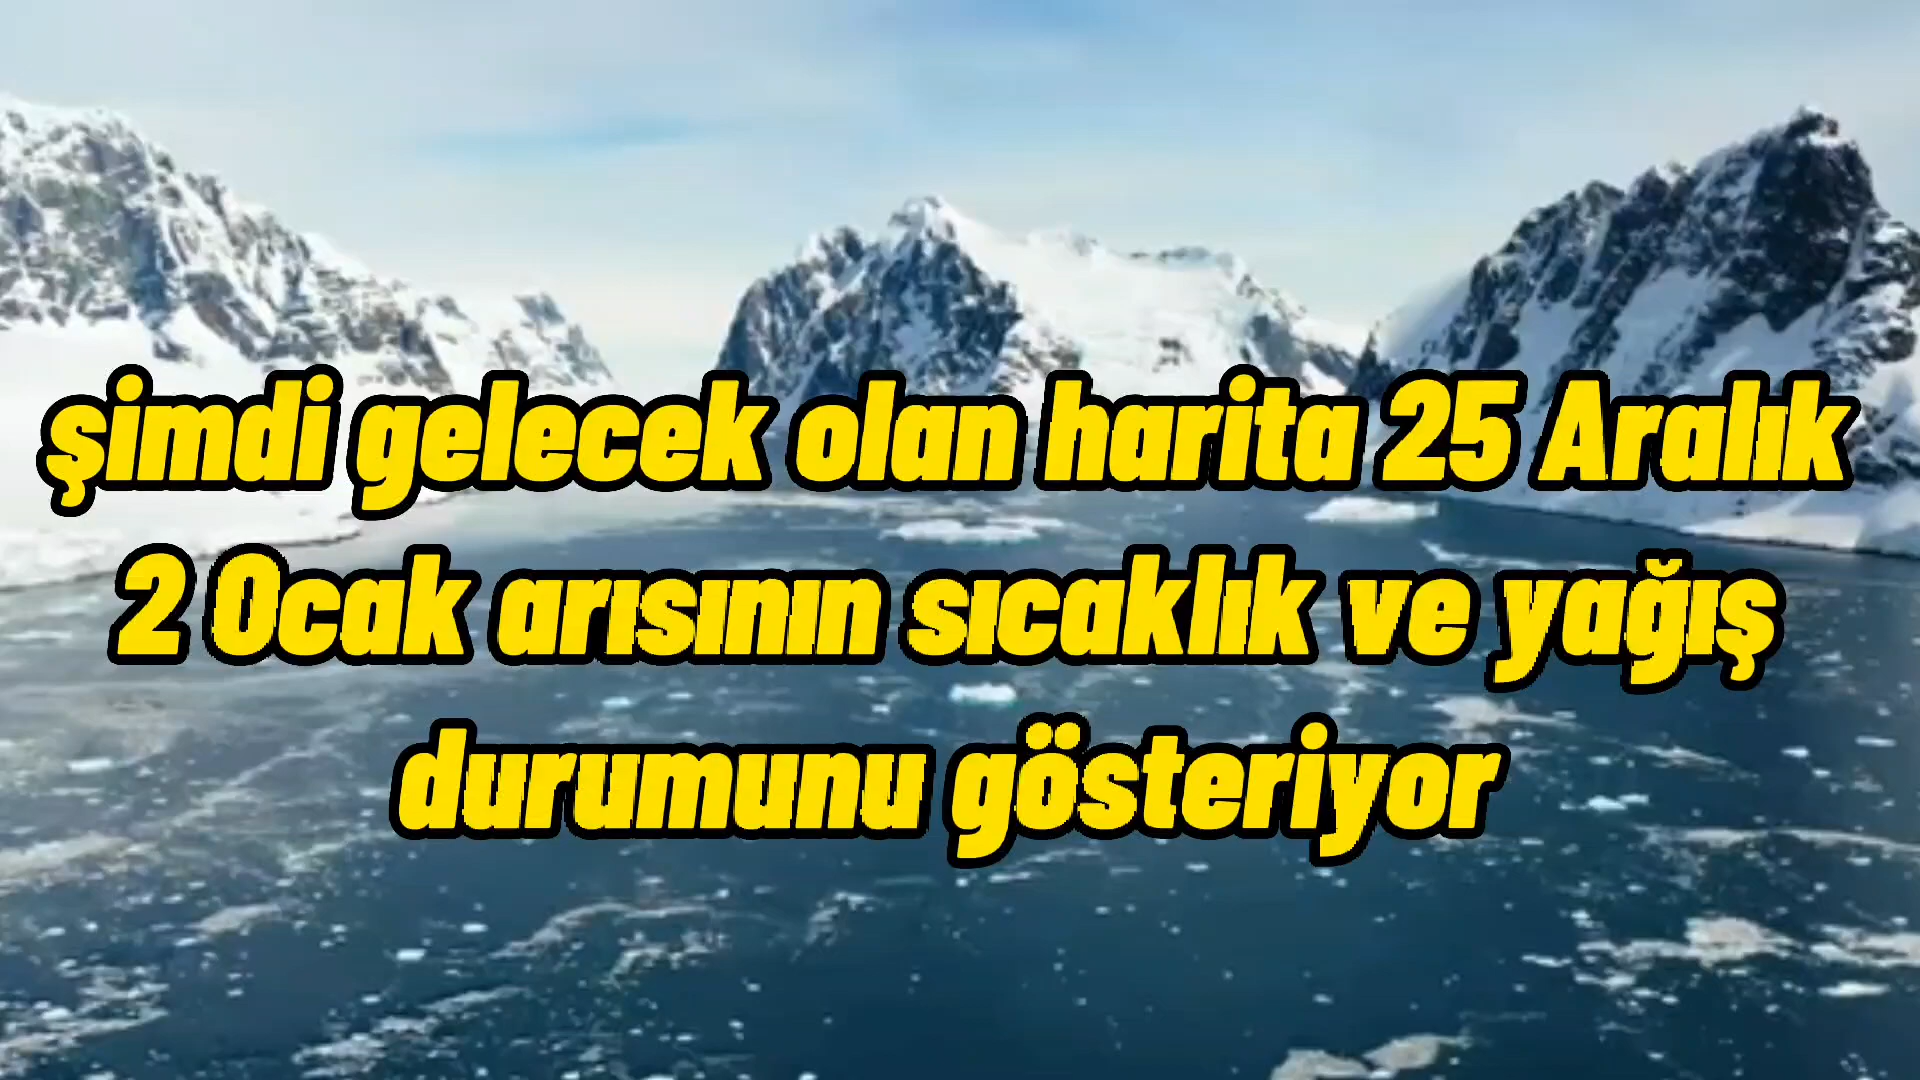 şimdi gelecek olan harita 25 Aralık
2 Ocak arısının sıcaklık ve yağış
durumunu gösteriyor